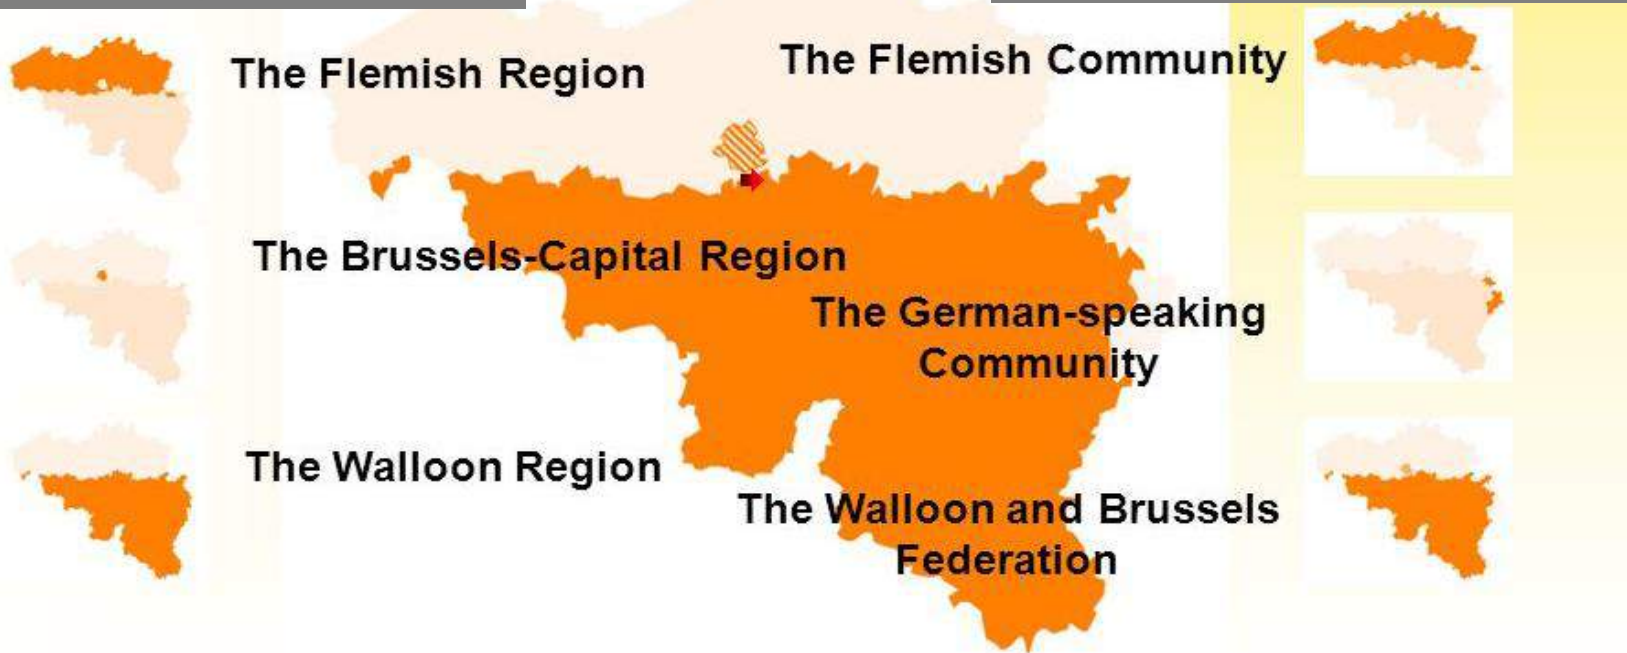 The Flemish Region
The Flemish Community
The Brussels-Capital Region
The German-speaking
Community
The Walloon Region
The Walloon and Brussels
Federation